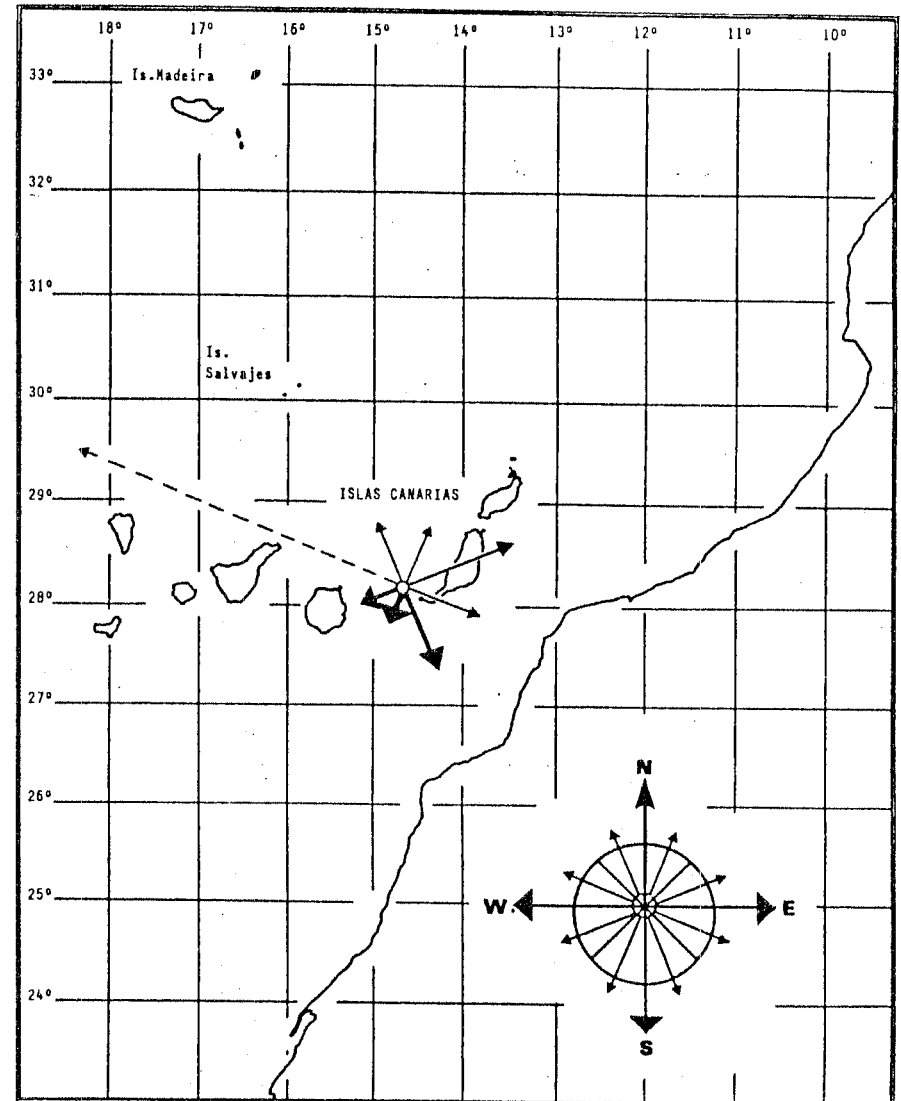 18º 17º 16º 15º 14º 13º 12º 11º 10º
33º
Is.Madeira
32º
31º
Is.
Salvajes
30º
29º
ISLAS CANARIAS
28º
27º
26º
N
25º
W. E
24º
S